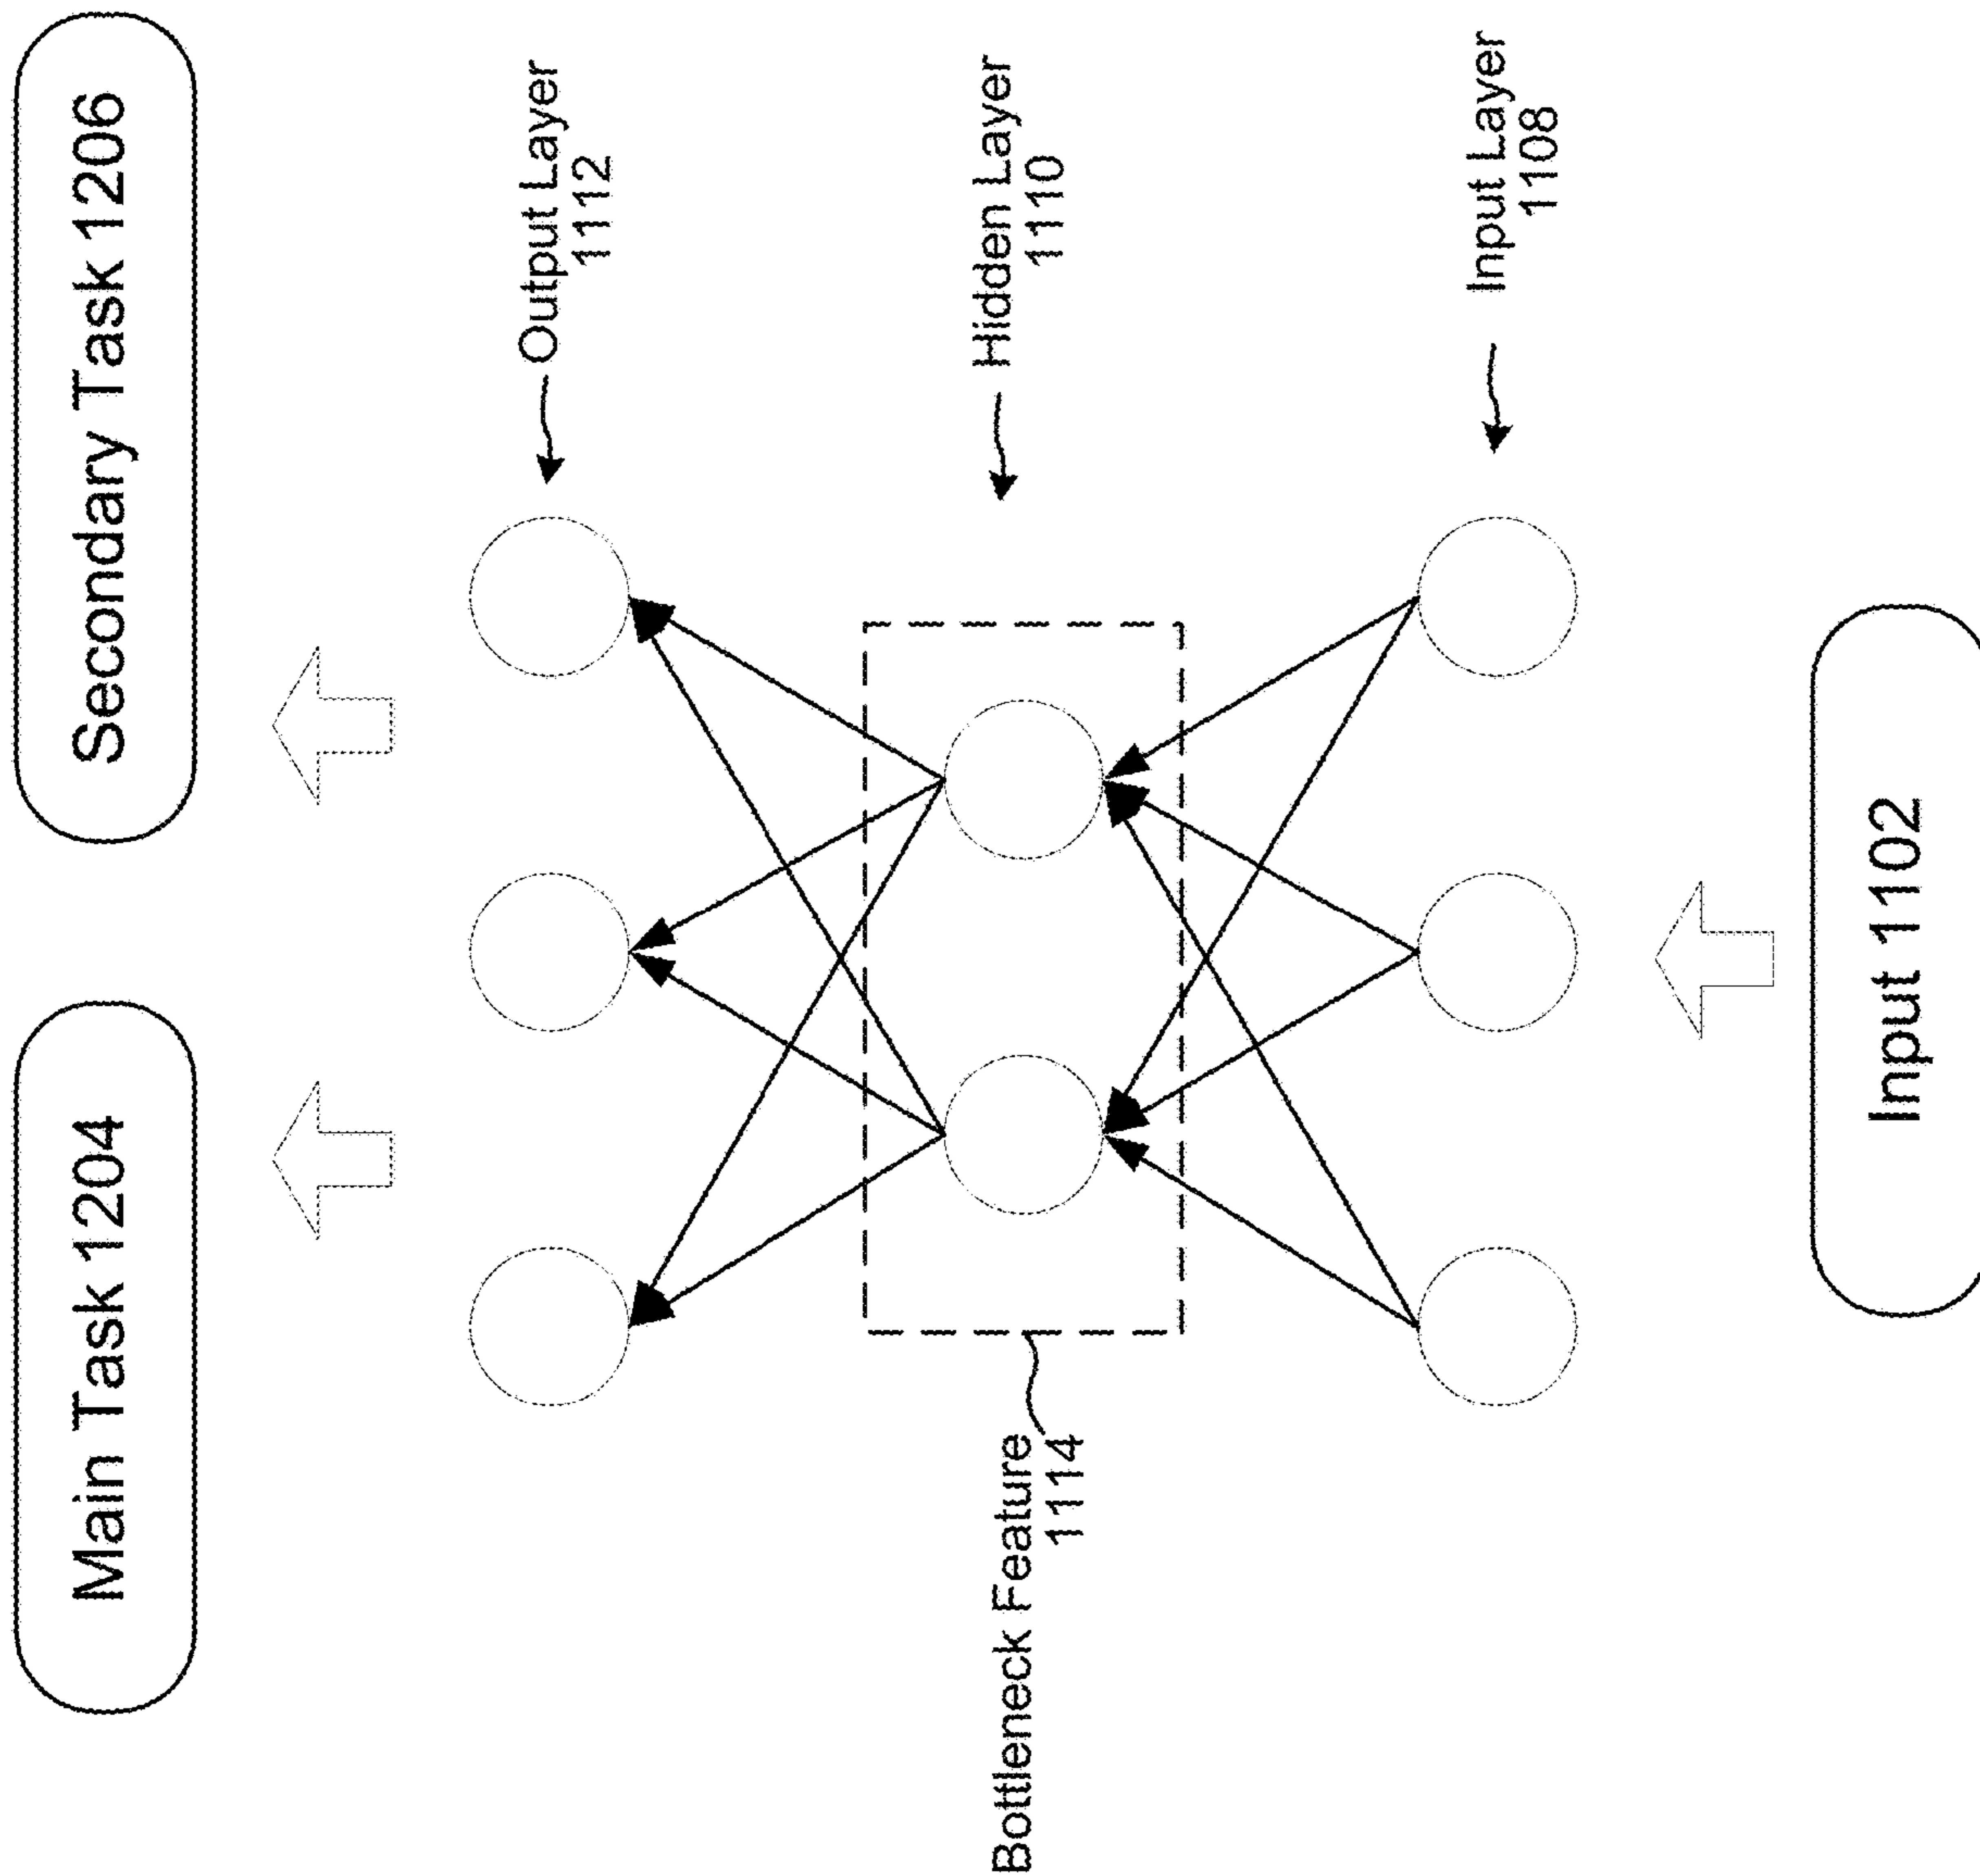 Main Task 1204
Secondary Task 1206
Output Layer
1112
Bottleneck Feature
1114
Hidden Layer
1110
Input Layer
1108
Input 1102